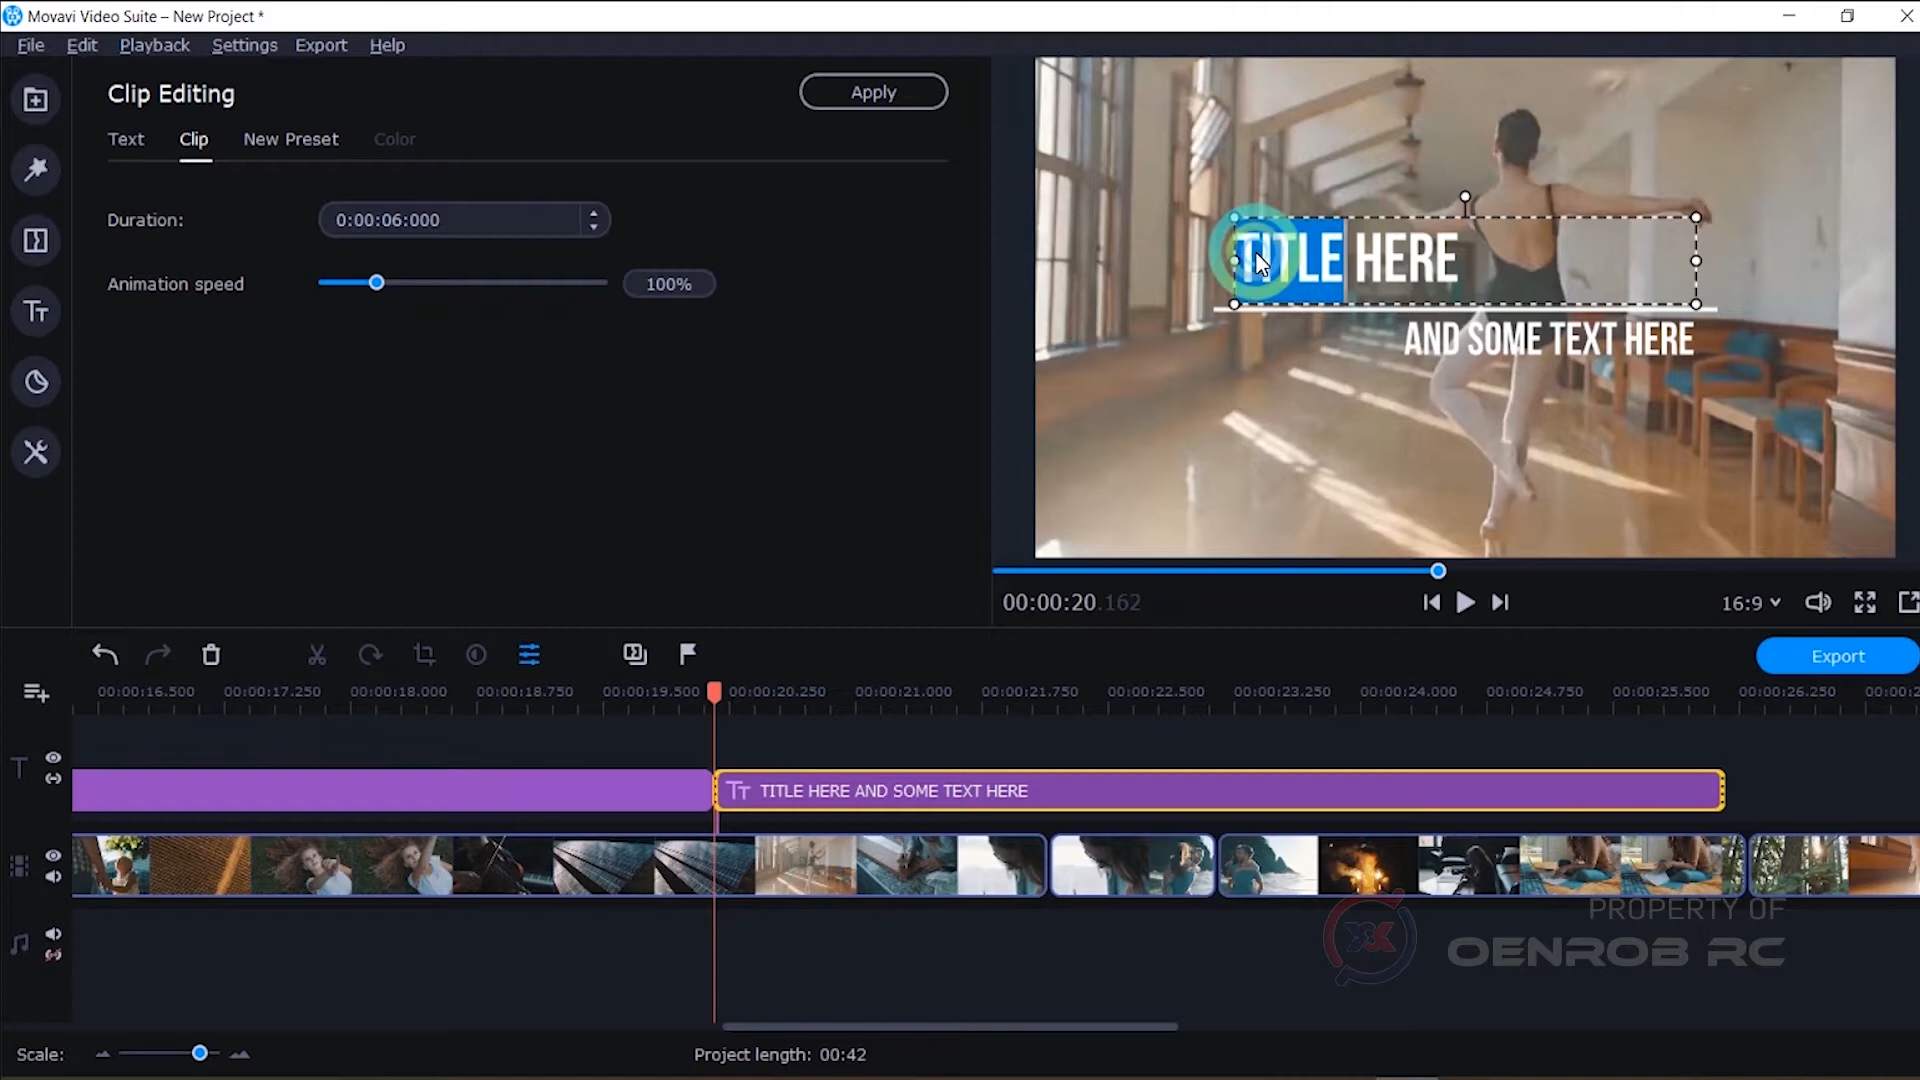 Movavi Video Suite – New Project *
File Edit Playback Settings Export Help
Clip Editing
Apply
Text Clip New Preset Color
Duration: 0:00:06:000
Animation speed 100%
TITLE HERE
AND SOME TEXT HERE
00:00:20.162
16:9
Export
00:00:16.500 00:00:17.250 00:00:18.000 00:00:18.750 00:00:19.500 00:00:20.250 00:00:21.000 00:00:21.750 00:00:22.500 00:00:23.250 00:00:24.000 00:00:24.750 00:00:25.500 00:00:26.250
TITLE HERE AND SOME TEXT HERE
PROPERTY OF
OENROB RC
Scale:
Project length: 00:42